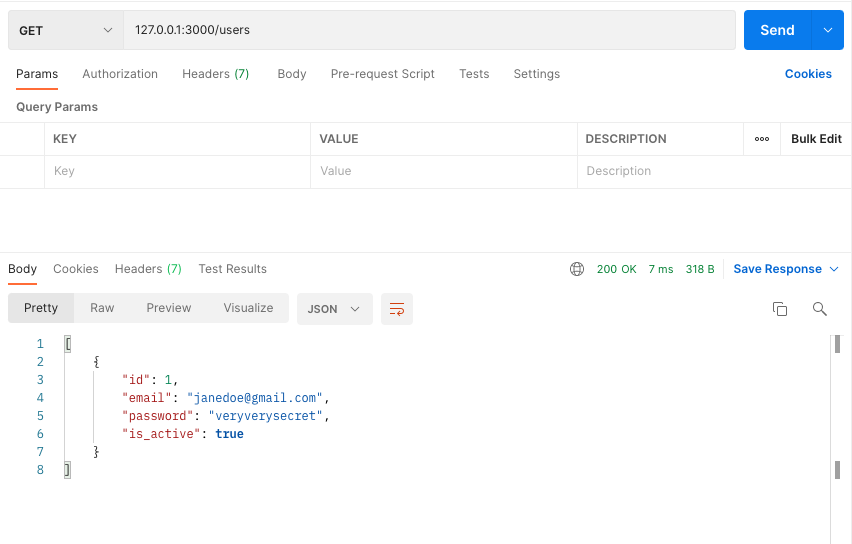 GET 127.0.0.1:3000/users Send
Params Authorization Headers (7) Body Pre-request Script Tests Settings Cookies
Query Params
KEY VALUE DESCRIPTION ooo Bulk Edit
Key Value Description
Body Cookies Headers (7) Test Results 200 OK 7 ms 318 B Save Response
Pretty Raw Preview Visualize JSON
1 [
2 {
3 "id": 1,
4 "email": "janedoe@gmail.com",
5 "password": "veryverysecret",
6 "is_active": true
7 }
8 ]